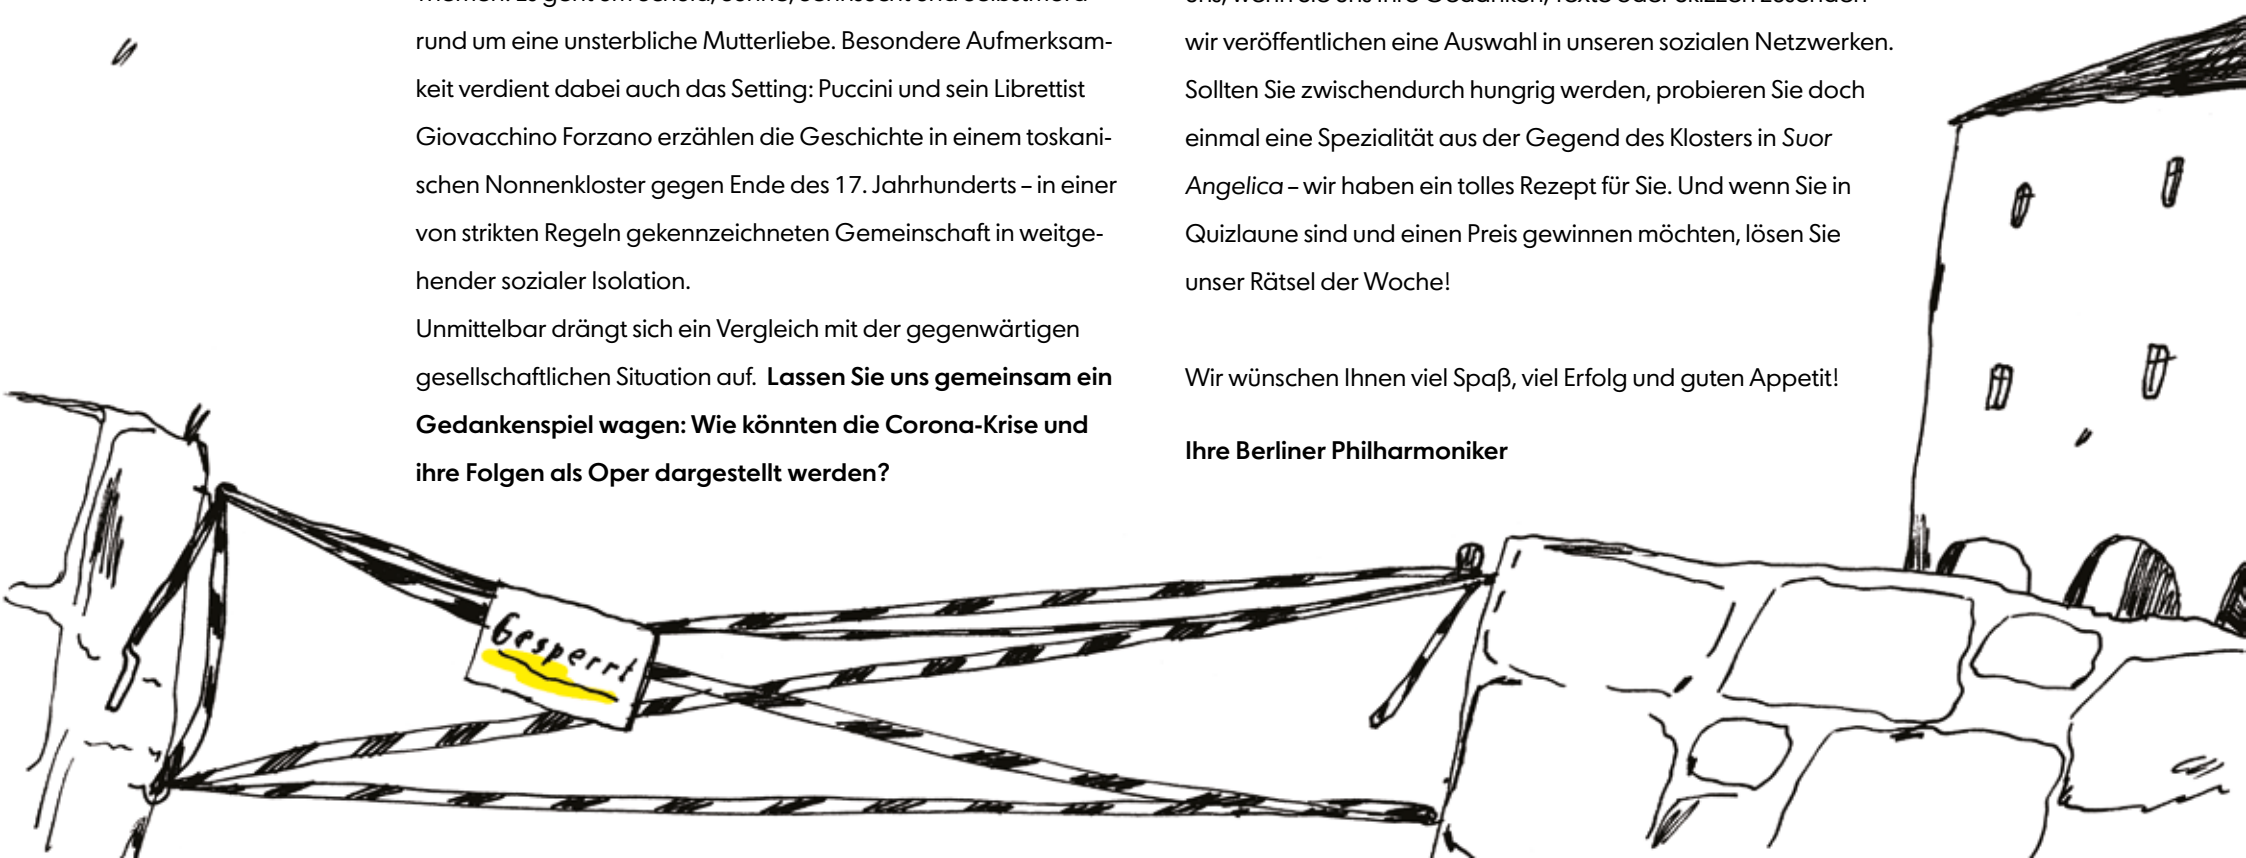 rund um eine unsterbliche Mutterliebe. Besondere Aufmerksam-
keit verdient dabei auch das Setting: Puccini und sein Librettist
Giovacchino Forzano erzählen die Geschichte in einem toskani-
schen Nonnenkloster gegen Ende des 17. Jahrhunderts – in einer
von strikten Regeln gekennzeichneten Gemeinschaft in weitge-
hender sozialer Isolation.
Unmittelbar drängt sich ein Vergleich mit der gegenwärtigen
gesellschaftlichen Situation auf. Lassen Sie uns gemeinsam ein
Gedankenspiel wagen: Wie könnten die Corona-Krise und
ihre Folgen als Oper dargestellt werden?
wir veröffentlichen eine Auswahl in unseren sozialen Netzwerken.
Sollten Sie zwischendurch hungrig werden, probieren Sie doch
einmal eine Spezialität aus der Gegend des Klosters in Suor
Angelica – wir haben ein tolles Rezept für Sie. Und wenn Sie in
Quizlaune sind und einen Preis gewinnen möchten, lösen Sie
unser Rätsel der Woche!
Wir wünschen Ihnen viel Spaß, viel Erfolg und guten Appetit!
Ihre Berliner Philharmoniker
Gesperrt